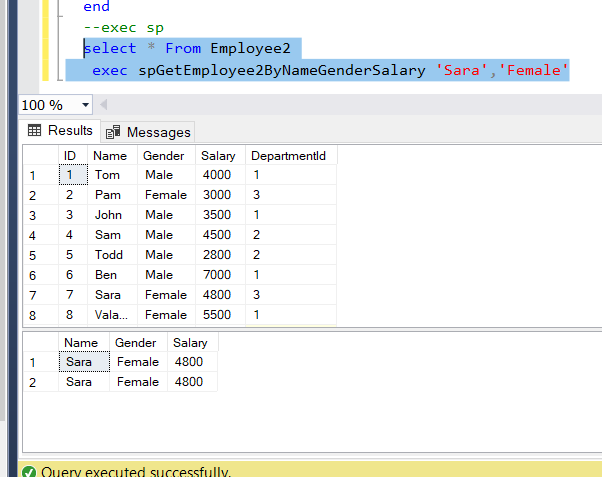 end
--exec sp
select * From Employee2
exec spGetEmployee2ByNameGenderSalary 'Sara','Female'
100 %
Results Messages
ID Name Gender Salary DepartmentId
1 1 Tom Male 4000 1
2 2 Pam Female 3000 3
3 3 John Male 3500 1
4 4 Sam Male 4500 2
5 5 Todd Male 2800 2
6 6 Ben Male 7000 1
7 7 Sara Female 4800 3
8 8 Vala... Female 5500 1
Name Gender Salary
1 Sara Female 4800
2 Sara Female 4800
Query executed successfully.